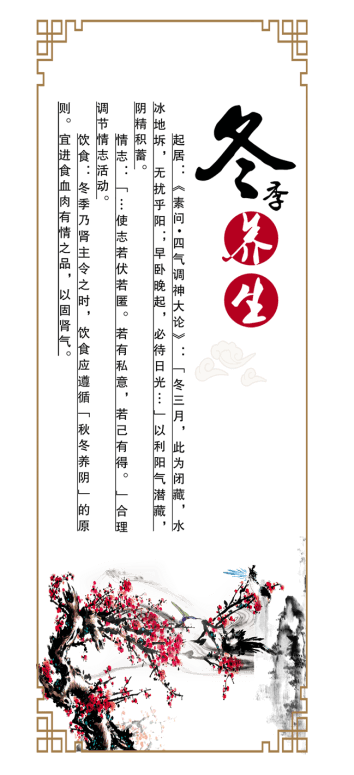 冬季养生
起居：《素问·四气调神大论》：「冬三月，此为闭藏，水
冰地坼，无扰乎阳；早卧晚起，必待日光…」以利阳气潜藏，
阴精积蓄。
情志：「…使志若伏若匿。若有私意，若己有得。」合理
调节情志活动。
饮食：冬季乃肾主令之时，饮食应遵循「秋冬养阴」的原
则。宜进食血肉有情之品，以固肾气。